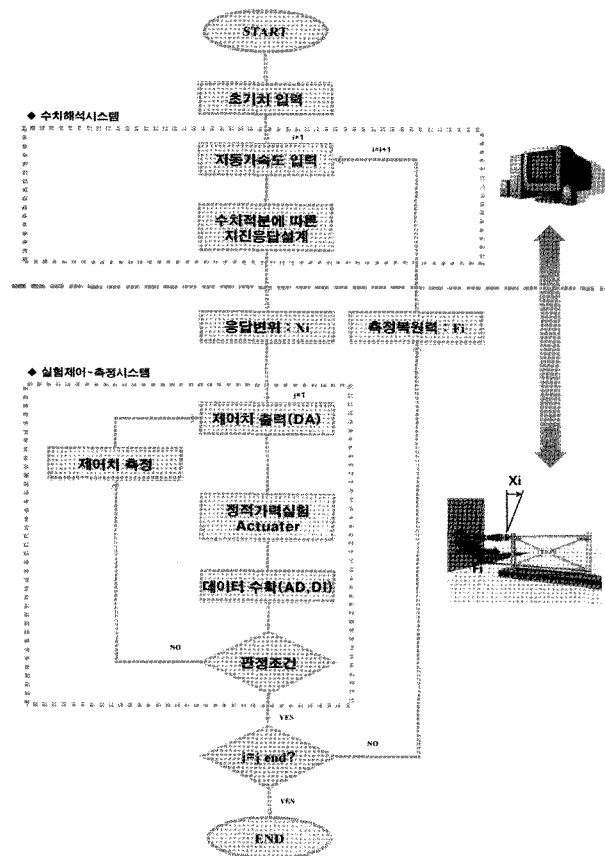 START
초기치 입력
◆ 수치해석시스템
i=1
i=i+1
지동가속도 입력
수치적분에 따른
지진응답설계
응답변위 : Xi
측정복원력 : Fi
◆ 실험제어-측정시스템
j=1
제어치 출력(DA)
제어치 측정
Xi
정적가력실험
Actuater
Fi
데이터 수확(AD,DI)
NO
판정조건
YES
i=i end?
NO
YES
END